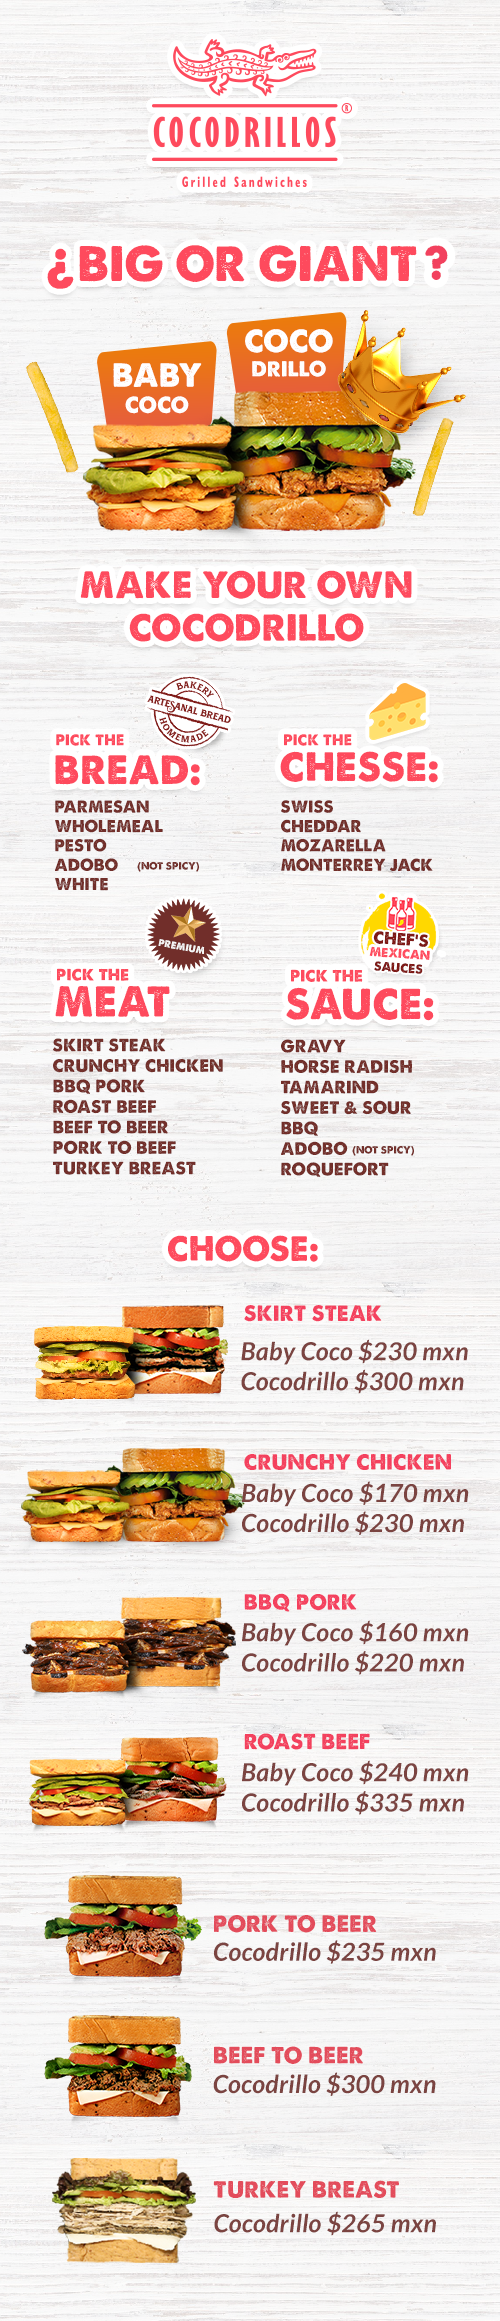 COCODRILLOS®
Grilled Sandwiches
¿BIG OR GIANT?
BABY
COCO
COCO
DRILLO
MAKE YOUR OWN
COCODRILLO
BAKERY
ARTESANAL BREAD
HOMEMADE
PICK THE
BREAD:
PARMESAN
WHOLEMEAL
PESTO
ADOBO (NOT SPICY)
WHITE
PICK THE
CHESSE:
SWISS
CHEDDAR
MOZARELLA
MONTERREY JACK
PREMIUM
PICK THE
MEAT
SKIRT STEAK
CRUNCHY CHICKEN
BBQ PORK
ROAST BEEF
BEEF TO BEER
PORK TO BEEF
TURKEY BREAST
CHEF'S
MEXICAN
SAUCES
PICK THE
SAUCE:
GRAVY
HORSE RADISH
TAMARIND
SWEET & SOUR
BBQ
ADOBO (NOT SPICY)
ROQUEFORT
CHOOSE:
SKIRT STEAK
Baby Coco $230 mxn
Cocodrillo $300 mxn
CRUNCHY CHICKEN
Baby Coco $170 mxn
Cocodrillo $230 mxn
BBQ PORK
Baby Coco $160 mxn
Cocodrillo $220 mxn
ROAST BEEF
Baby Coco $240 mxn
Cocodrillo $335 mxn
PORK TO BEER
Cocodrillo $235 mxn
BEEF TO BEER
Cocodrillo $300 mxn
TURKEY BREAST
Cocodrillo $265 mxn